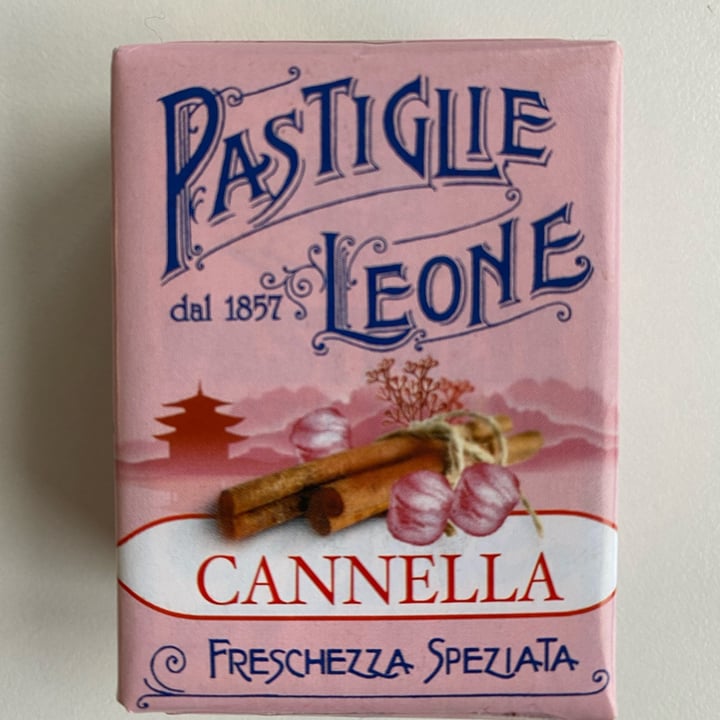 PASTIGLIE
LEONE
dal 1857
CANNELLA
FRESCHEZZA SPEZIATA